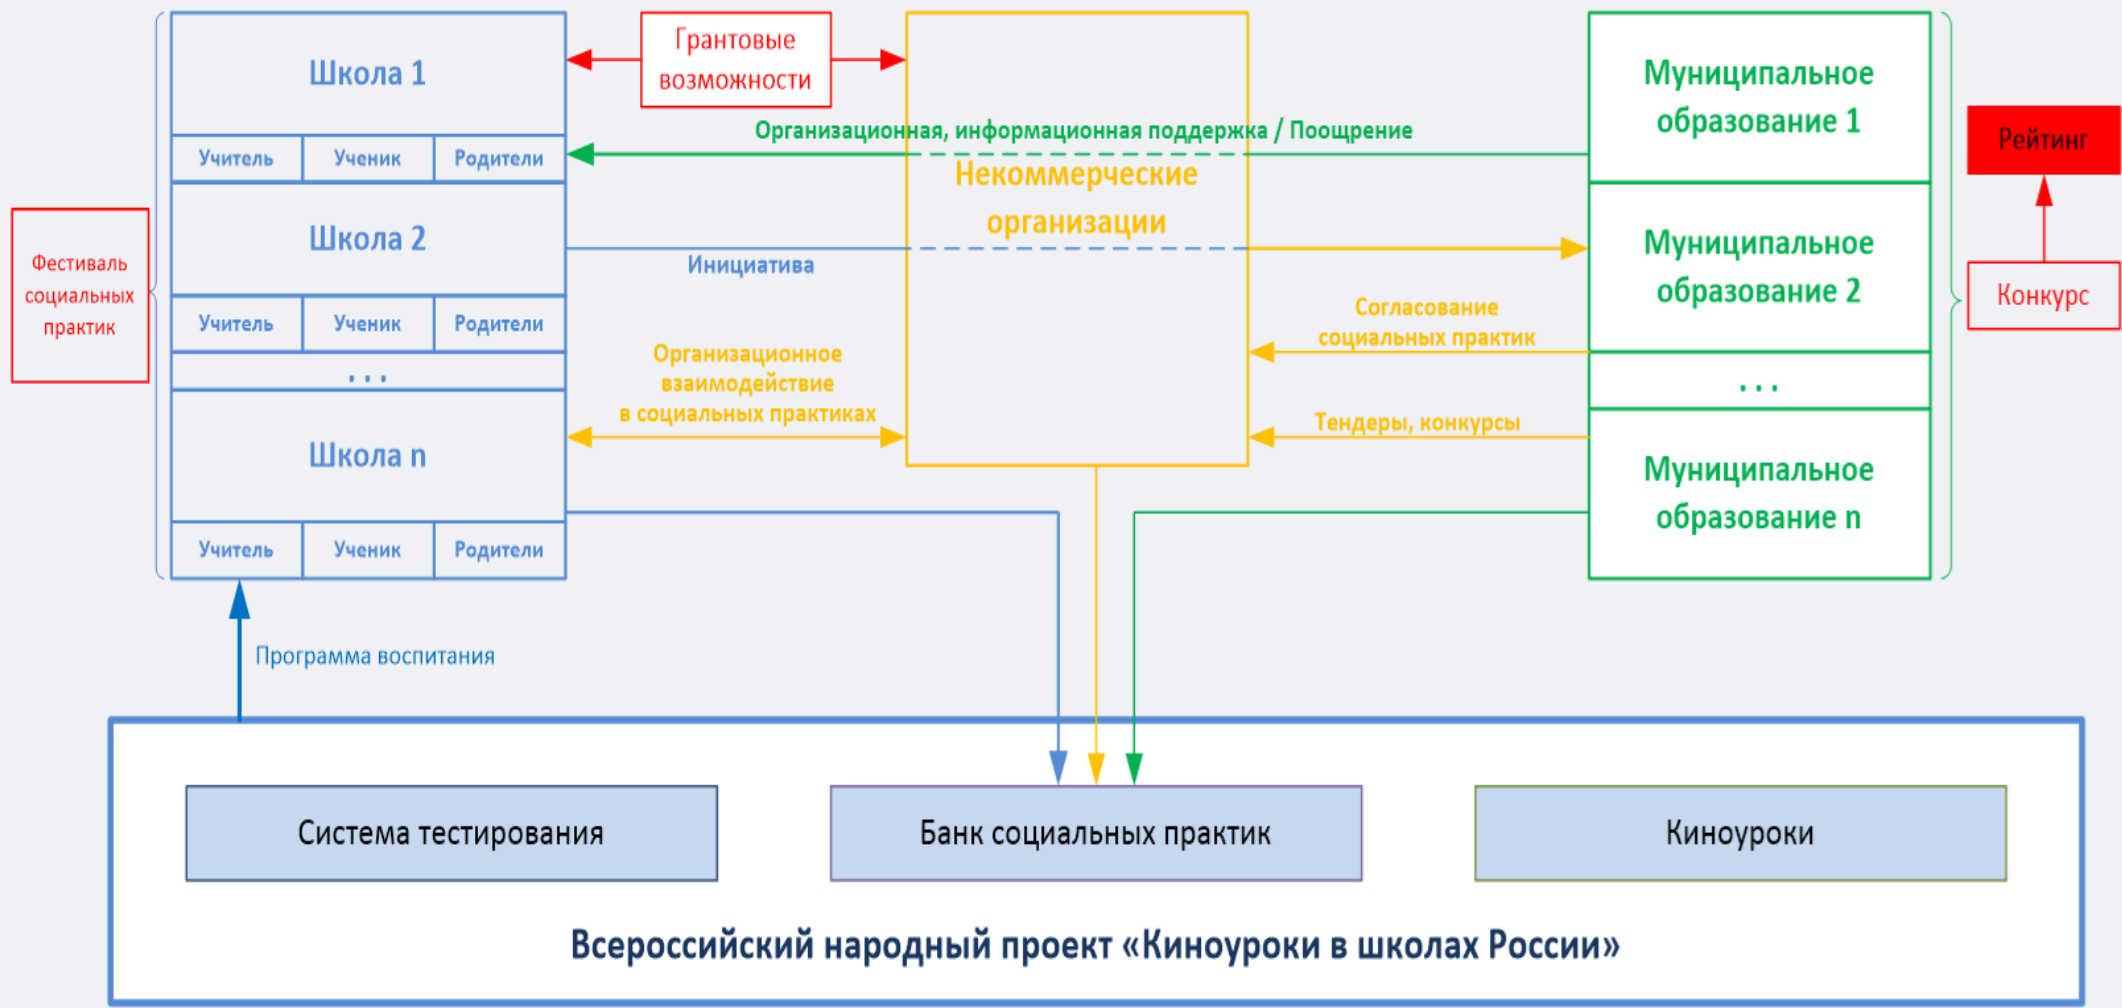 Школа 1
Учитель
Ученик
Родители
Школа 2
Учитель
Ученик
Родители
. . .
Школа n
Учитель
Ученик
Родители
Фестиваль
социальных
практик
Грантовые
возможности
Организационная, информационная поддержка / Поощрение
Некоммерческие
организации
Инициатива
Согласование
социальных практик
Организационное
взаимодействие
в социальных практиках
Тендеры, конкурсы
Муниципальное
образование 1
Муниципальное
образование 2
. . .
Муниципальное
образование n
Рейтинг
Конкурс
Программа воспитания
Система тестирования
Банк социальных практик
Киноуроки
Всероссийский народный проект «Киноуроки в школах России»